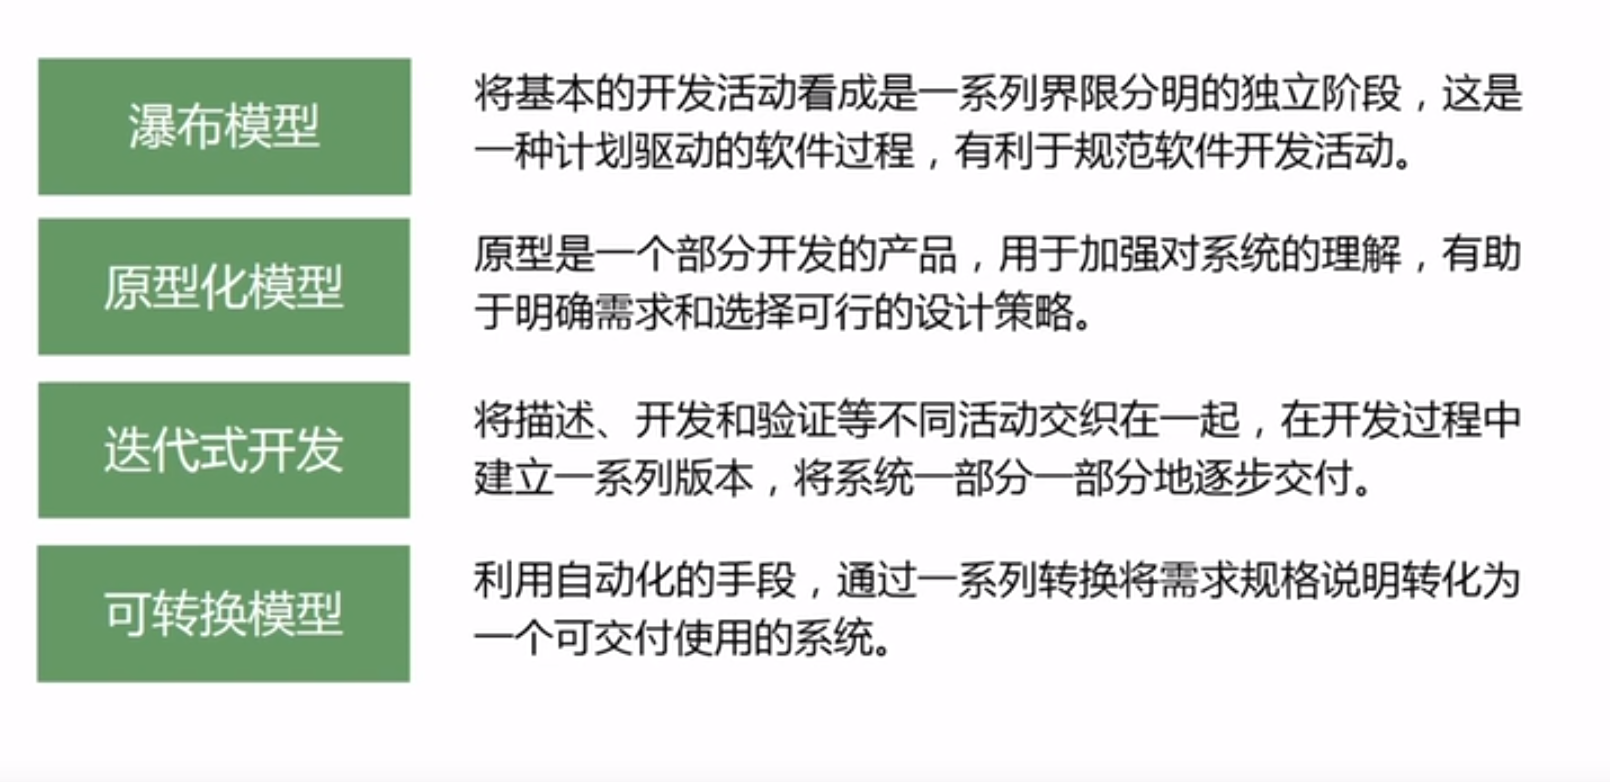 瀑布模型
将基本的开发活动看成是一系列界限分明的独立阶段，这是
一种计划驱动的软件过程，有利于规范软件开发活动。
原型化模型
原型是一个部分开发的产品，用于加强对系统的理解，有助
于明确需求和选择可行的设计策略。
迭代式开发
将描述、开发和验证等不同活动交织在一起，在开发过程中
建立一系列版本，将系统一部分一部分地逐步交付。
可转换模型
利用自动化的手段，通过一系列转换将需求规格说明转化为
一个可交付使用的系统。